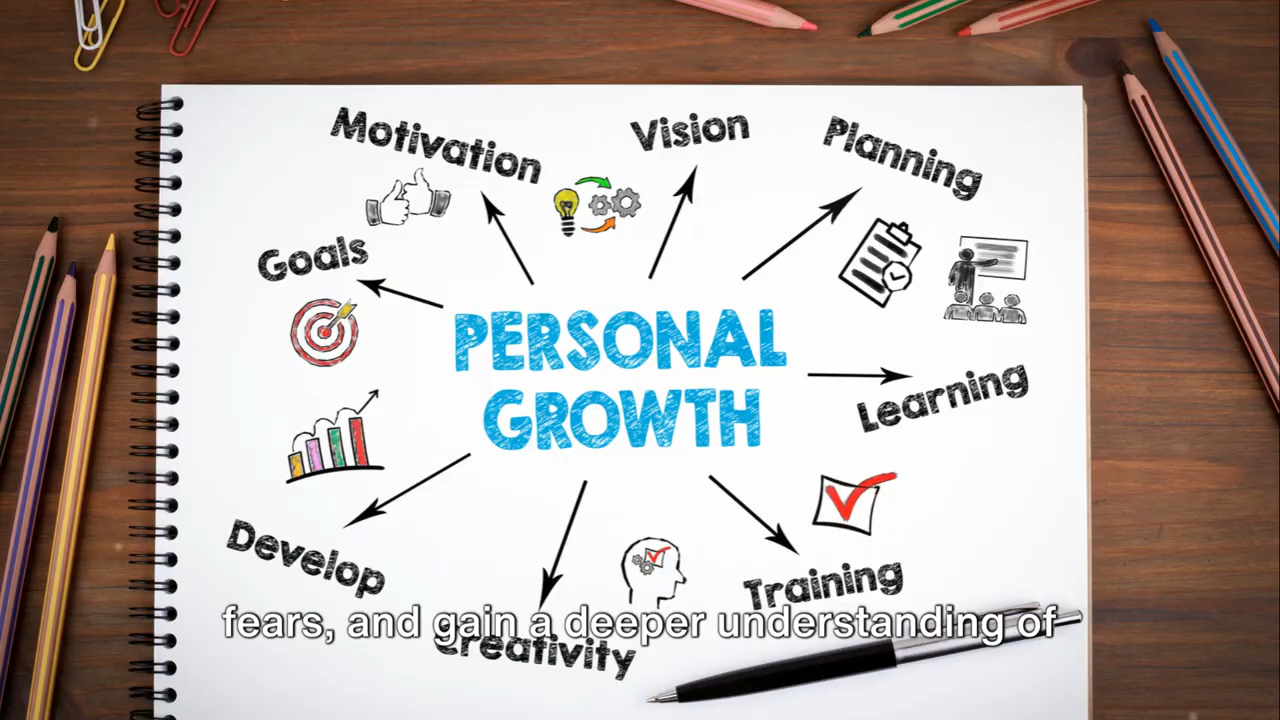 Motivation
Vision
Planning
Goals
PERSONAL
GROWTH
Learning
Develop
Training
fears, and gain a deeper understanding of
Creativity